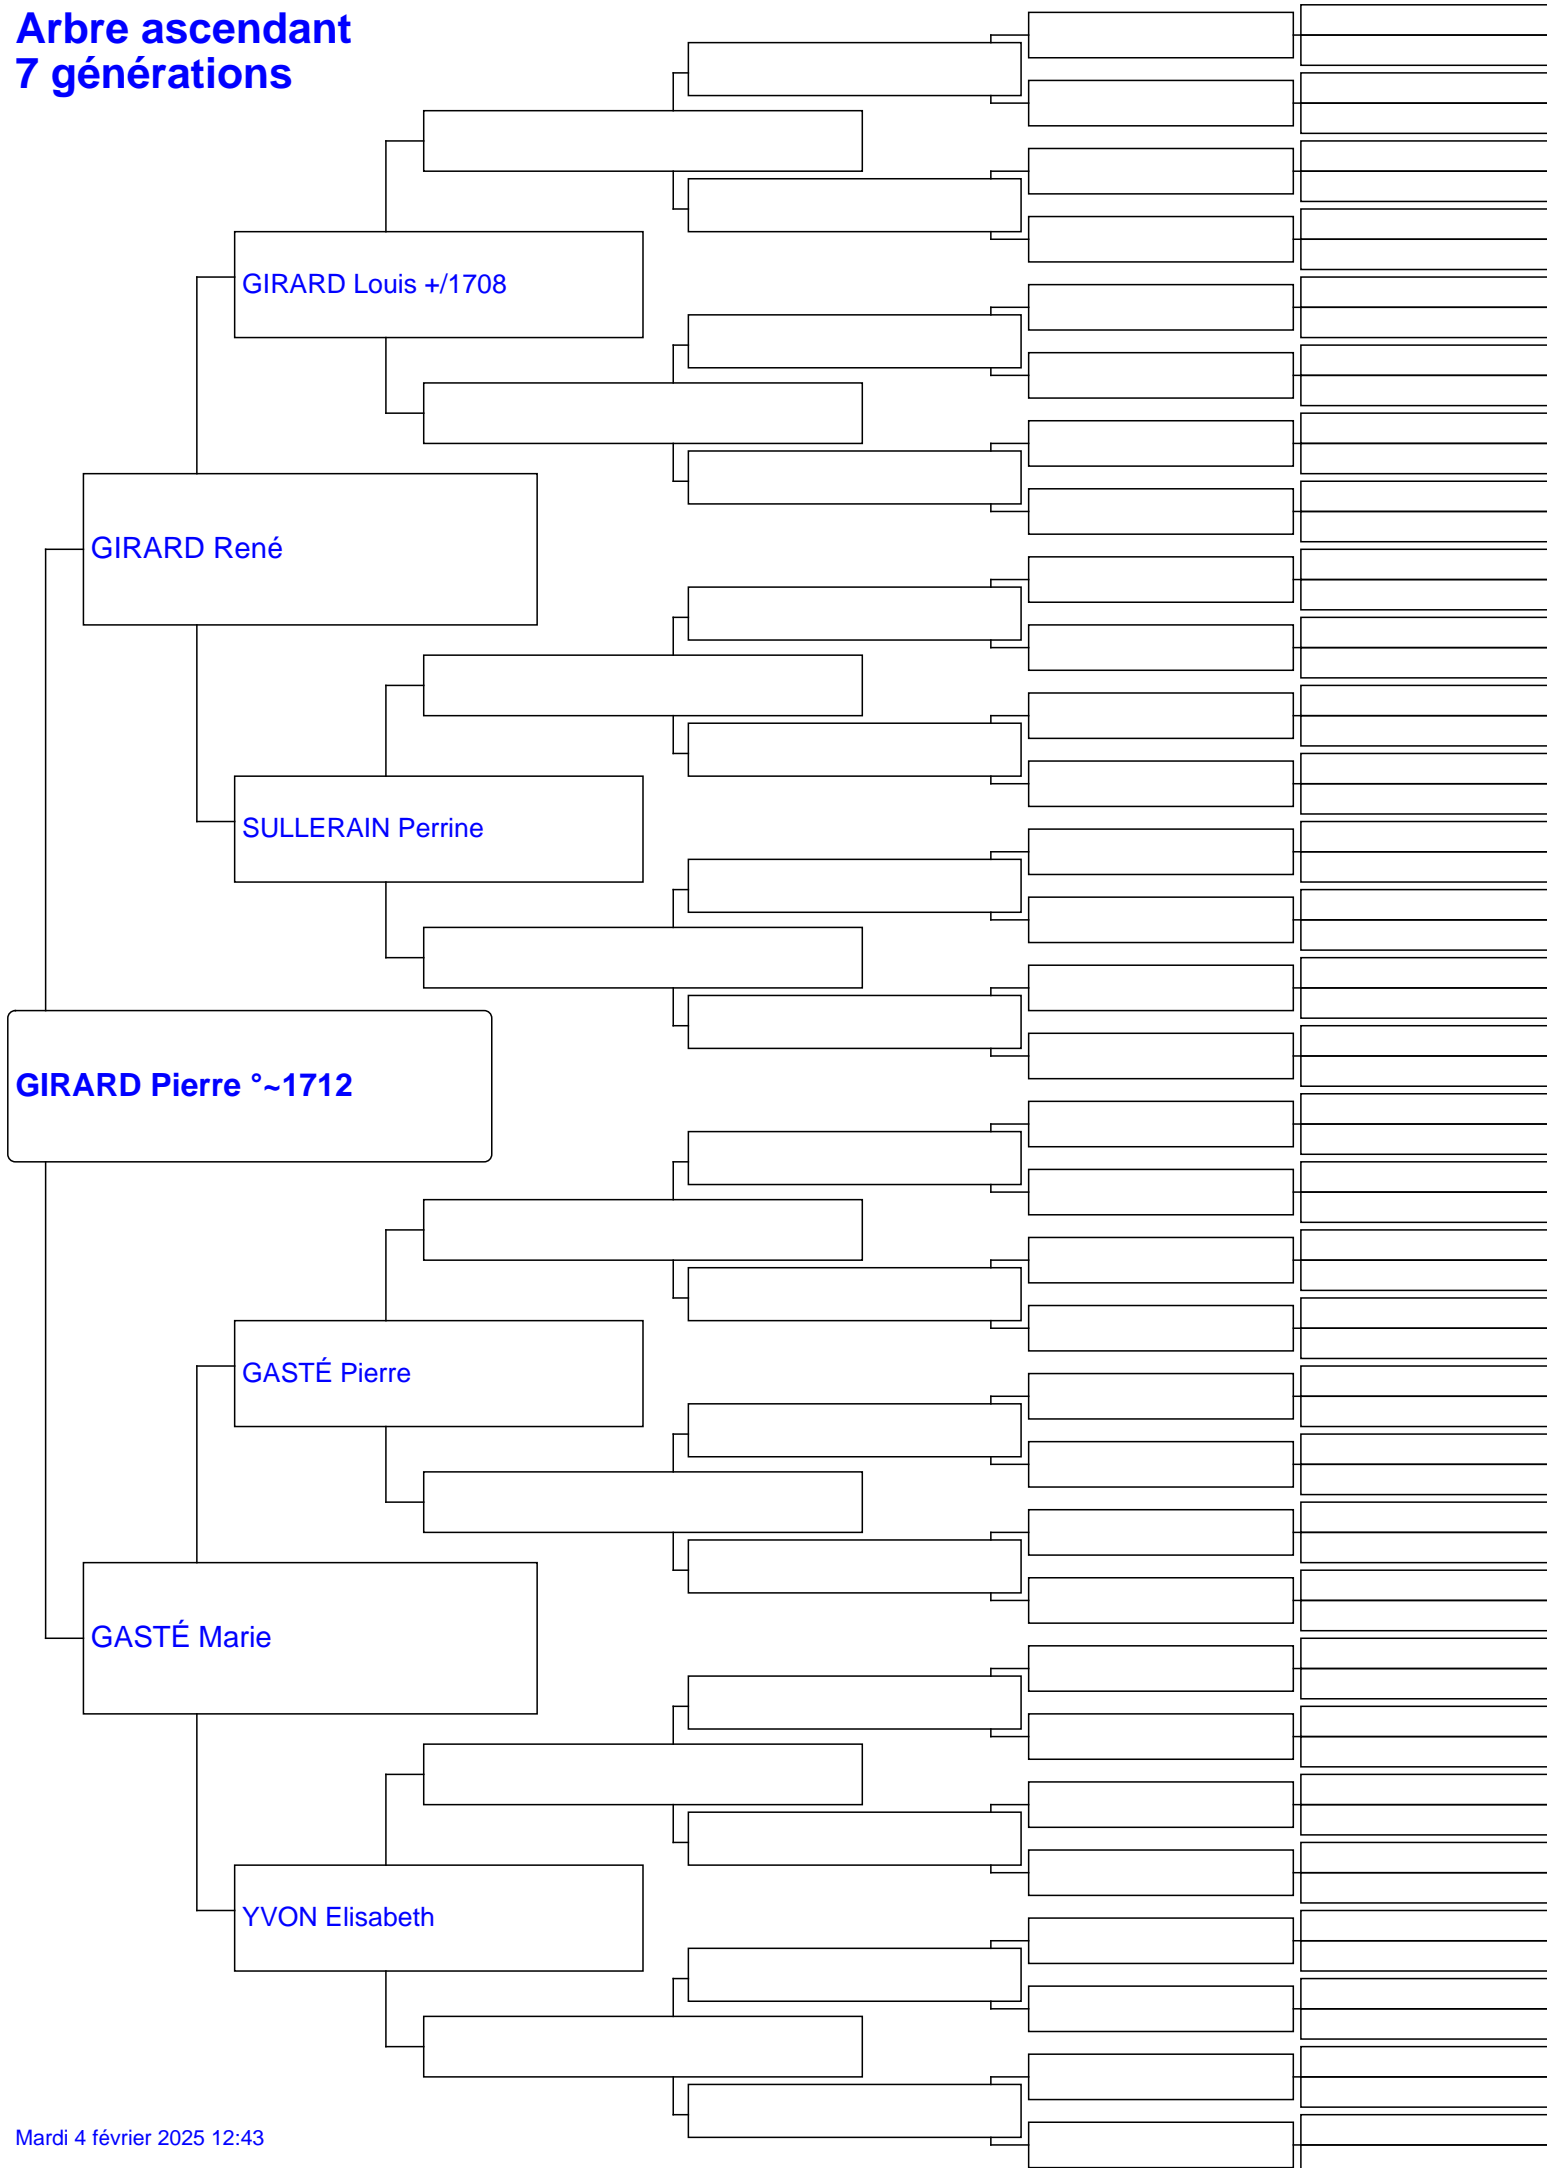 Arbre ascendant
7 générations
GIRARD Louis +/1708
GIRARD René
SULLERAIN Perrine
GIRARD Pierre °~1712
GASTÉ Pierre
GASTÉ Marie
YVON Elisabeth
Mardi 4 février 2025 12:43